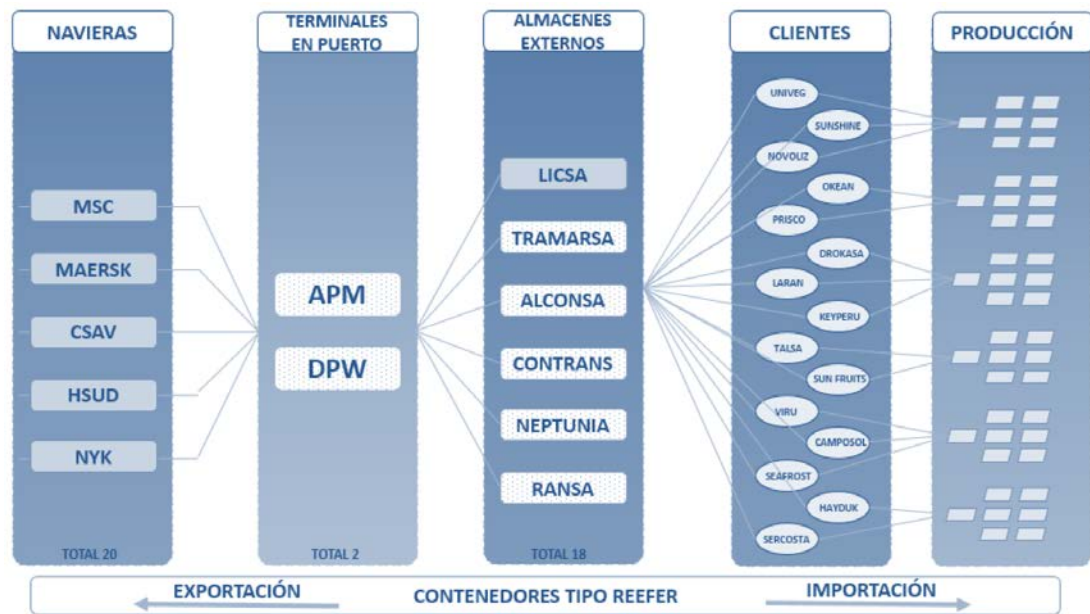 NAVIERAS
MSC
MAERSK
CSAV
HSUD
NYK
TOTAL 20
TERMINALES
EN PUERTO
APM
DPW
TOTAL 2
ALMACENES
EXTERNOS
LICSA
TRAMARSA
ALCONSA
CONTRANS
NEPTUNIA
RANSA
TOTAL 18
CLIENTES
UNIVEG
SUNSHINE
NOVOLIZ
OKEAN
PRISCO
DROKASA
LARAN
KEYPERU
TALSA
SUN FRUITS
VIRU
CAMPOSOL
SEAFROST
HAYDUK
SERCOSTA
PRODUCCIÓN
EXPORTACIÓN
CONTENEDORES TIPO REEFER
IMPORTACIÓN